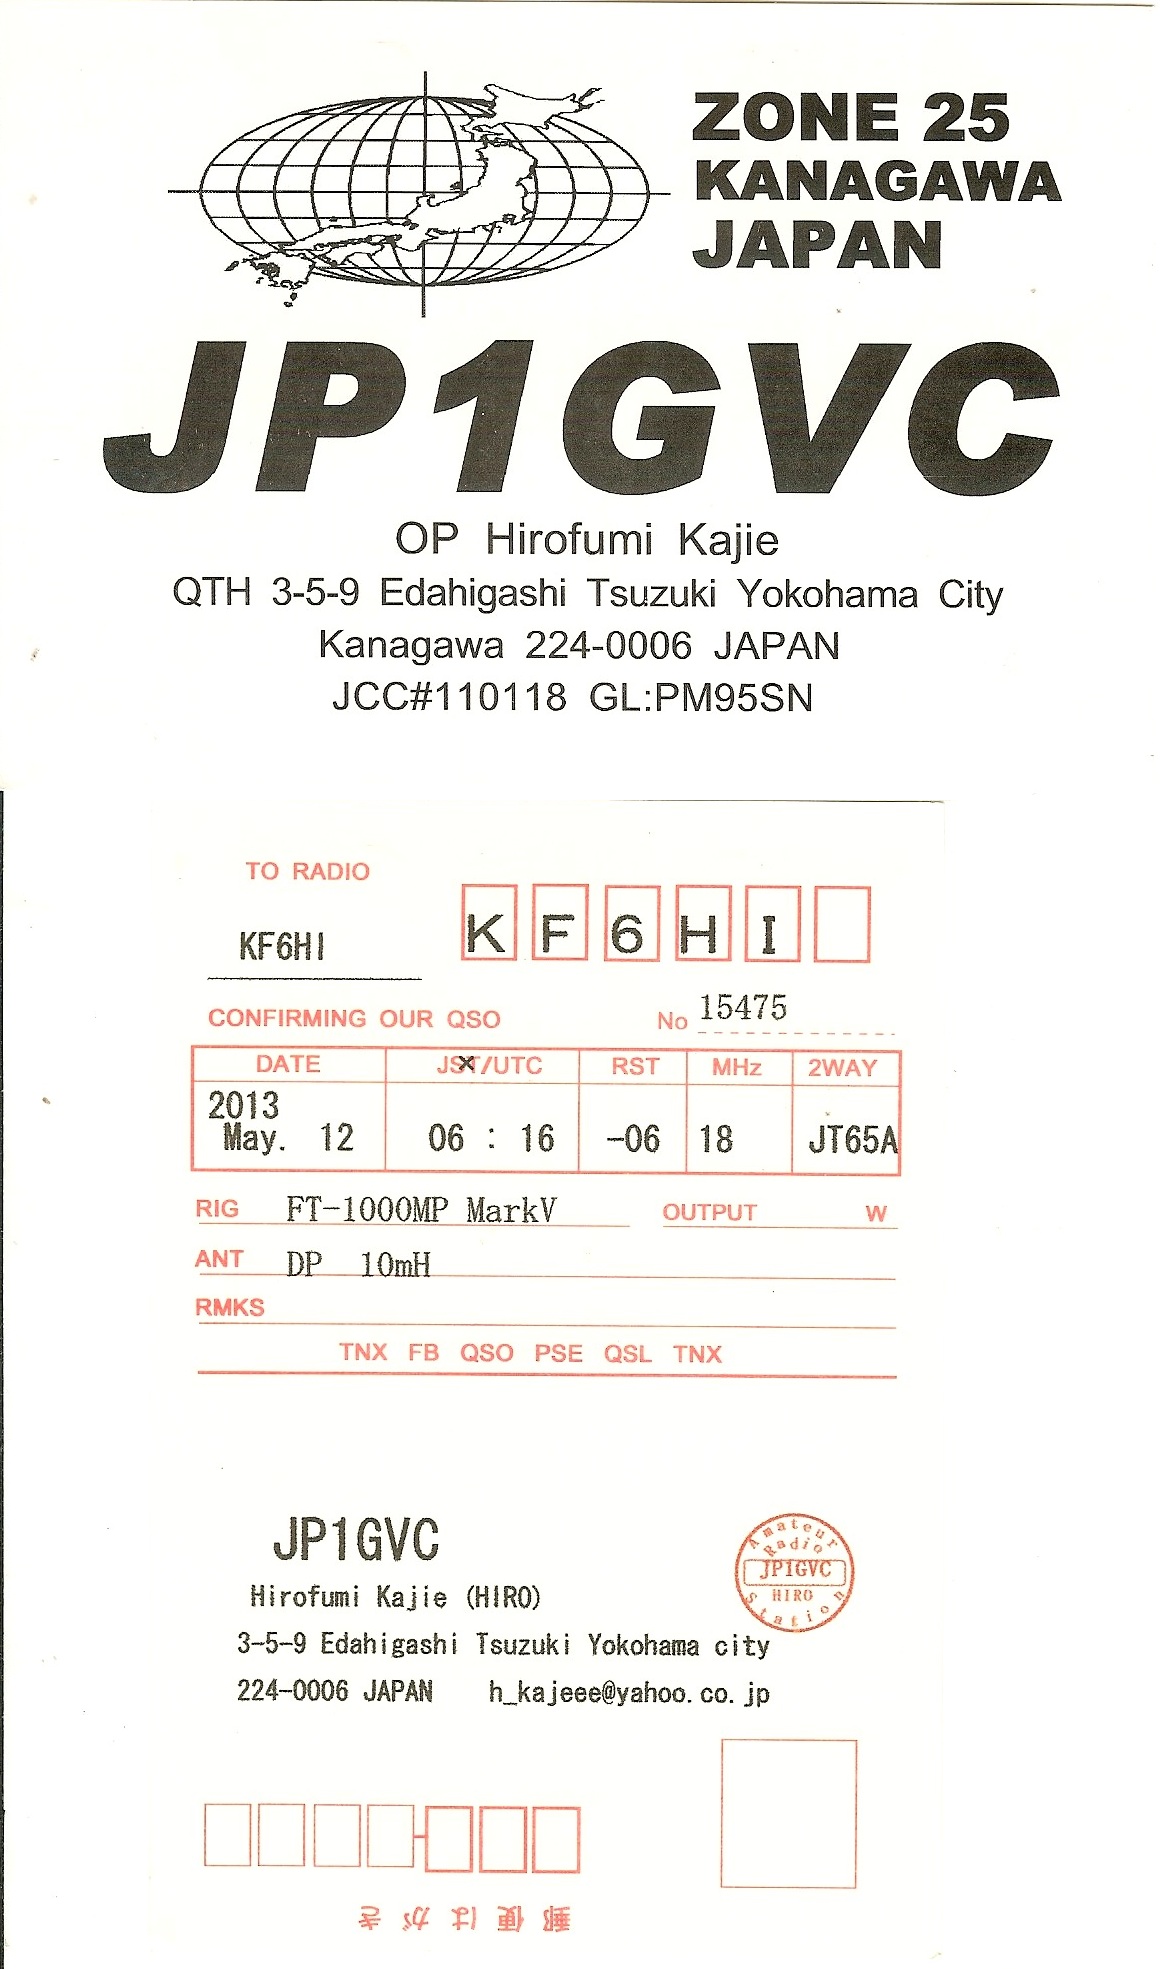 ZONE 25
KANAGAWA
JAPAN
JP1GVC
OP Hirofumi Kajie
QTH 3-5-9 Edahigashi Tsuzuki Yokohama City
Kanagawa 224-0006 JAPAN
JCC#110118 GL:PM95SN
TO RADIO
KF6HI
K F 6 H I
CONFIRMING OUR QSO No 15475
DATE JST/UTC RST MHz 2WAY
2013
May. 12 06 : 16 -06 18 JT65A
RIG FT-1000MP MarkV OUTPUT W
ANT DP 10mH
RMKS
TNX FB QSO PSE QSL TNX
JP1GVC
Hirofumi Kajie (HIRO)
3-5-9 Edahigashi Tsuzuki Yokohama city
224-0006 JAPAN h_kajeee@yahoo.co.jp
Amateur
Radio
JP1GVC
HIRO
Station
郵便はがき